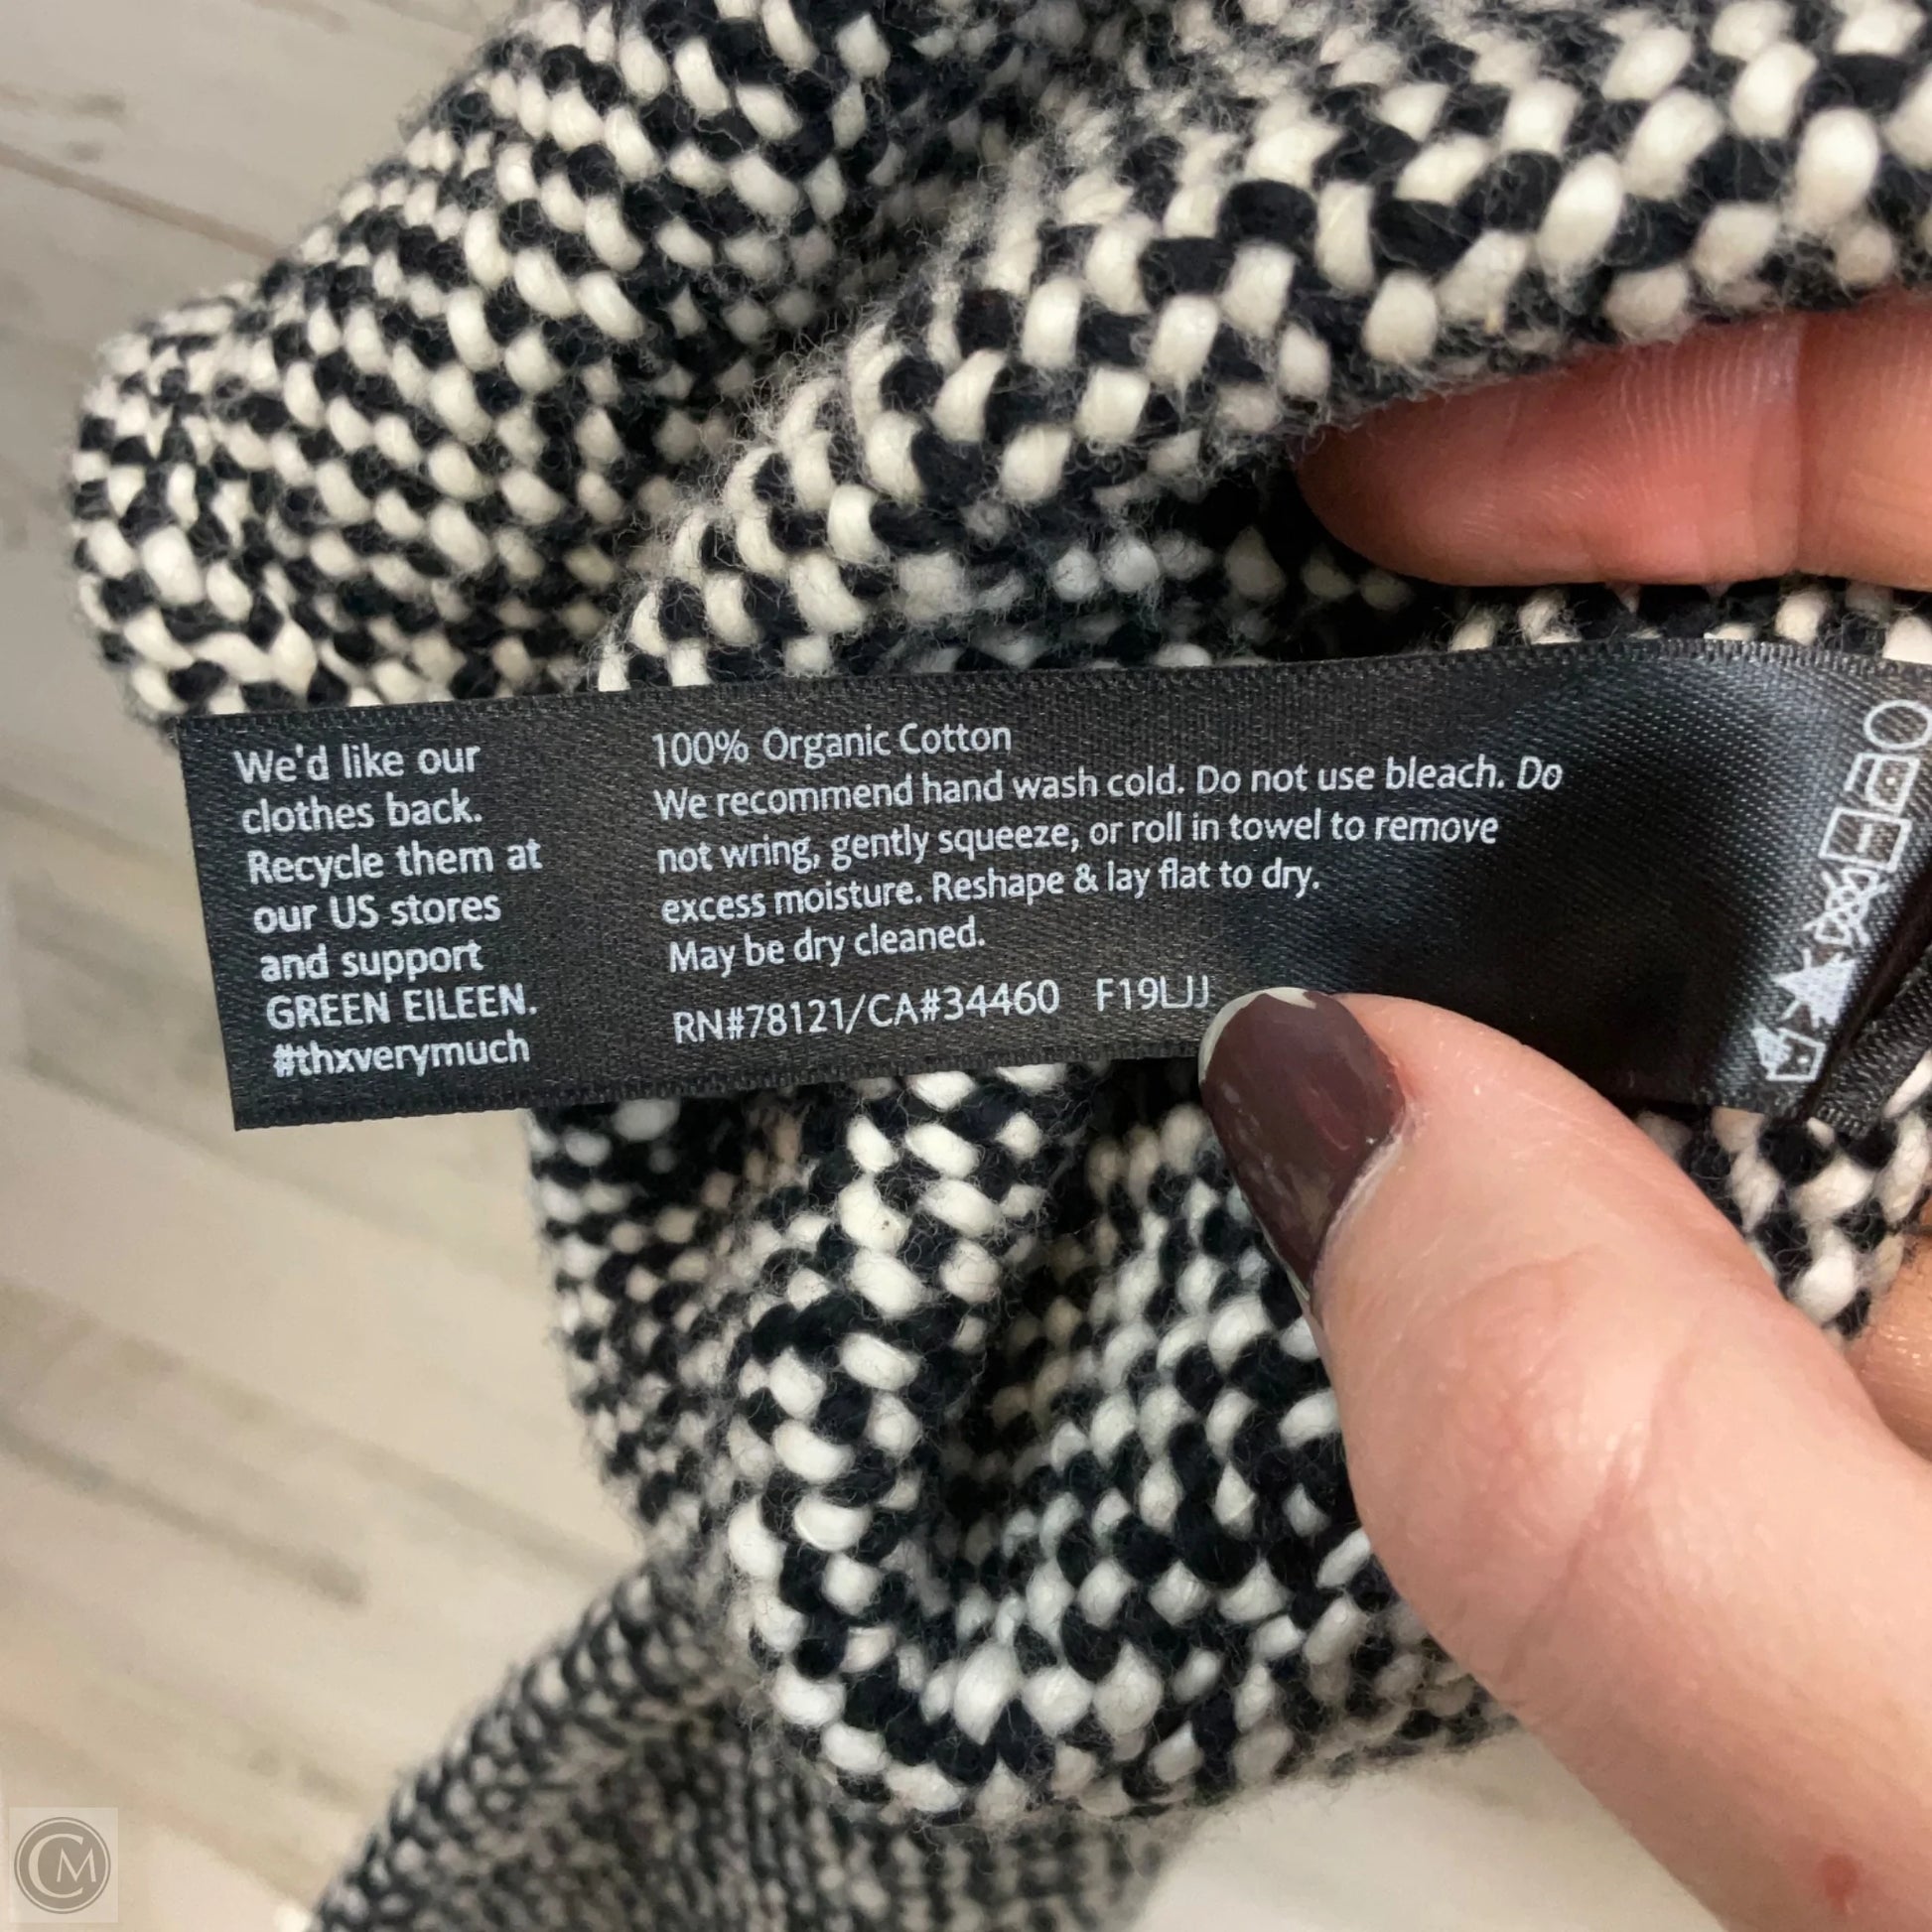 We'd like our
clothes back.
Recycle them at
our US stores
and support
GREEN EILEEN.
#thxverymuch
100% Organic Cotton
We recommend hand wash cold. Do not use bleach. Do
not wring, gently squeeze, or roll in towel to remove
excess moisture. Reshape & lay flat to dry.
May be dry cleaned.
RN#78121/CA#34460 F19LJJ
CM